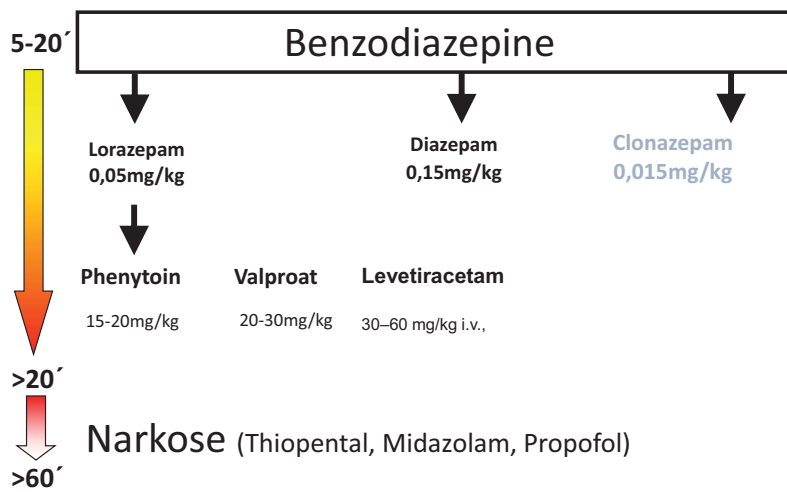 5-20´
Benzodiazepine
Lorazepam
0,05mg/kg
Diazepam
0,15mg/kg
Clonazepam
0,015mg/kg
Phenytoin
15-20mg/kg
Valproat
20-30mg/kg
Levetiracetam
30–60 mg/kg i.v.,
>20´
Narkose (Thiopental, Midazolam, Propofol)
>60´